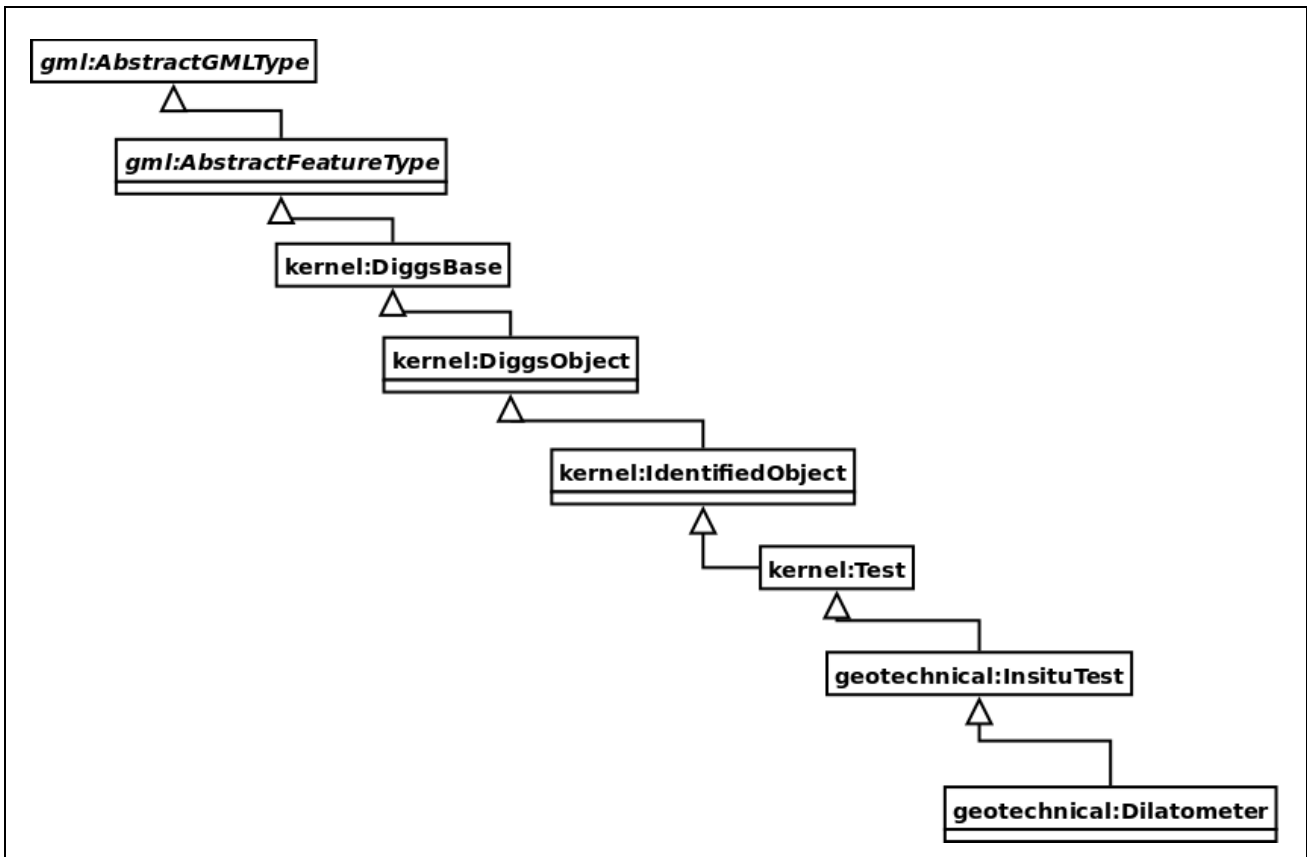 gml:AbstractGMLType
gml:AbstractFeatureType
kernel:DiggsBase
kernel:DiggsObject
kernel:IdentifiedObject
kernel:Test
geotechnical:InsituTest
geotechnical:Dilatometer